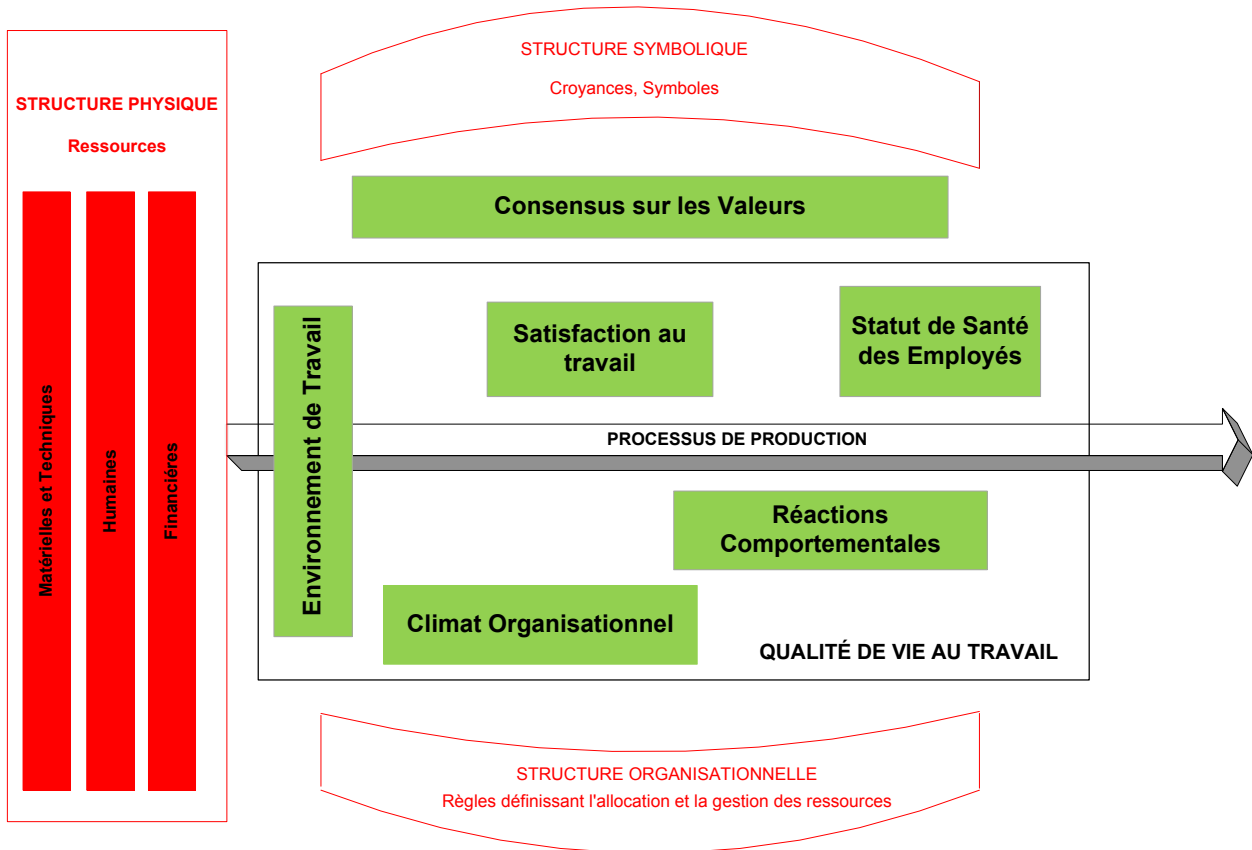 STRUCTURE PHYSIQUE
Ressources
Matérielles et Techniques
Humaines
Financiéres
STRUCTURE SYMBOLIQUE
Croyances, Symboles
Consensus sur les Valeurs
Environnement de Travail
Satisfaction au
travail
Statut de Santé
des Employés
PROCESSUS DE PRODUCTION
Réactions
Comportementales
Climat Organisationnel
QUALITÉ DE VIE AU TRAVAIL
STRUCTURE ORGANISATIONNELLE
Règles définissant l'allocation et la gestion des ressources